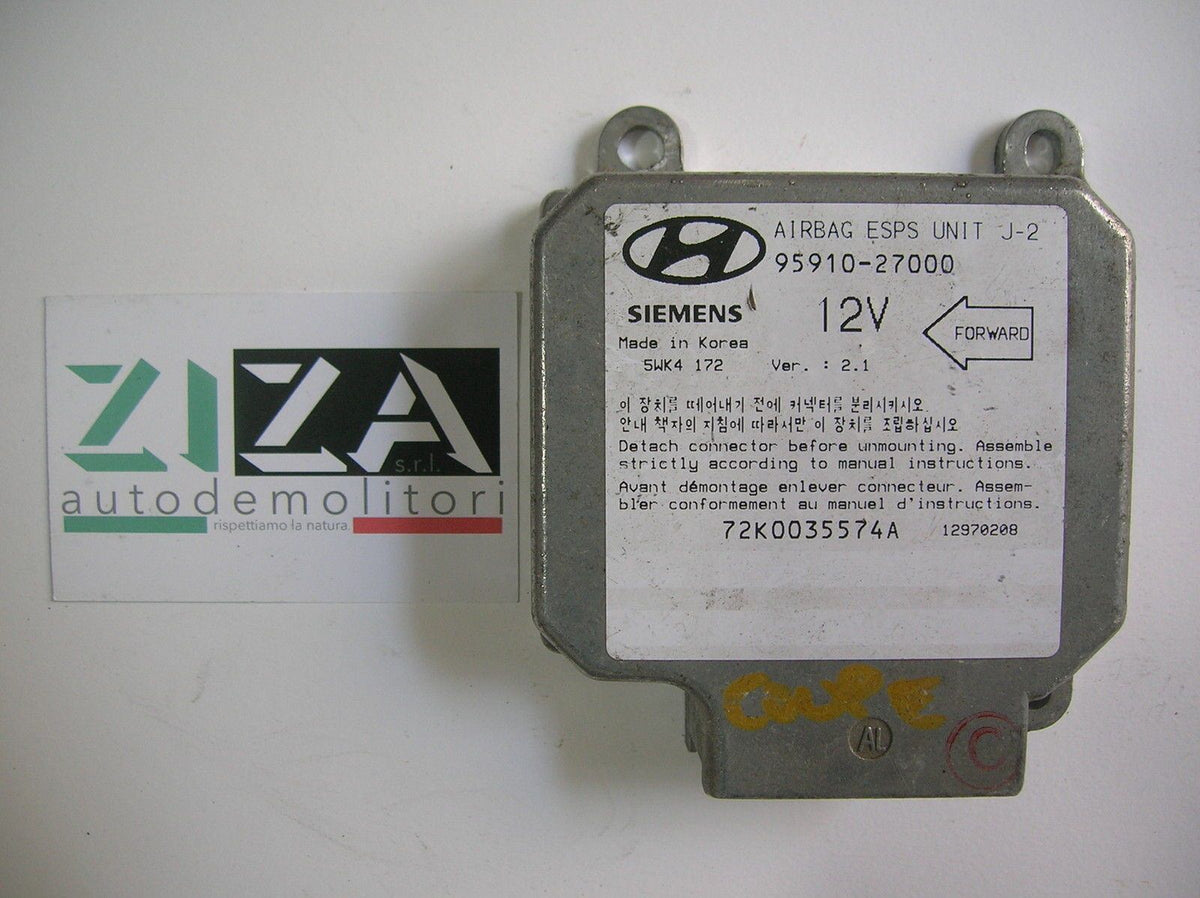 ZIZA
s.r.l.
autodemolitori
rispettiamo la natura.
AIRBAG ESPS UNIT J-2
95910-27000
SIEMENS
12V
FORWARD
Made in Korea
5WK4 172 Ver. : 2.1
이 장치를 떼어내기 전에 커넥터를 분리시키시오
안내 책자의 지침에 따라서만 이 장치를 조립하십시오
Detach connector before unmounting. Assemble
strictly according to manual instructions.
Avant démontage enlever connecteur. Assem-
bler conformement au manuel d'instructions.
72K0035574A 12970208
COUPE
AL
C